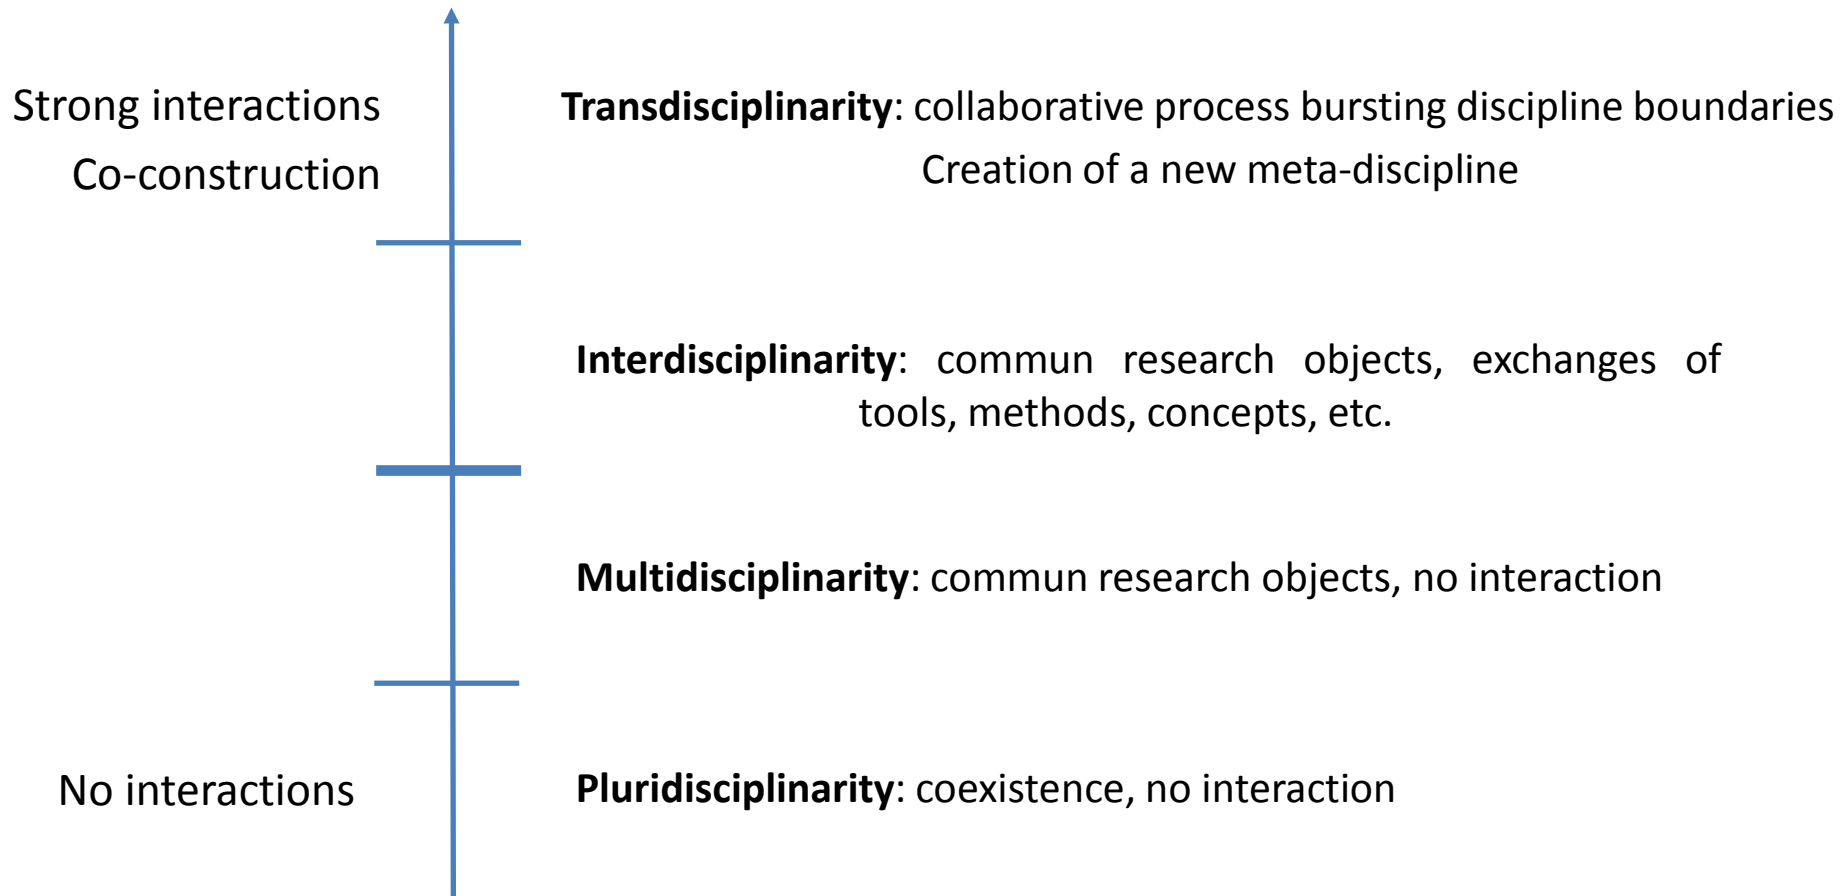 Strong interactions
Co-construction
Transdisciplinarity: collaborative process bursting discipline boundaries
Creation of a new meta-discipline
Interdisciplinarity: commun research objects, exchanges of
tools, methods, concepts, etc.
Multidisciplinarity: commun research objects, no interaction
No interactions
Pluridisciplinarity: coexistence, no interaction